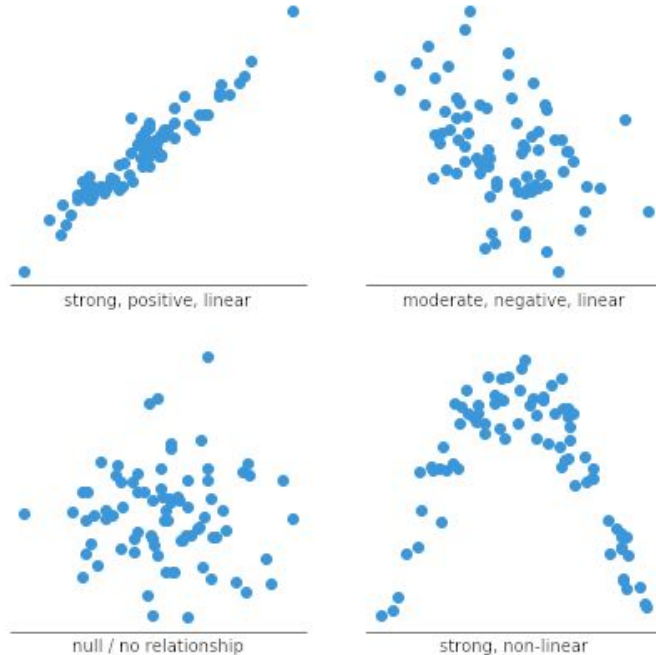 strong, positive, linear
moderate, negative, linear
null / no relationship
strong, non-linear